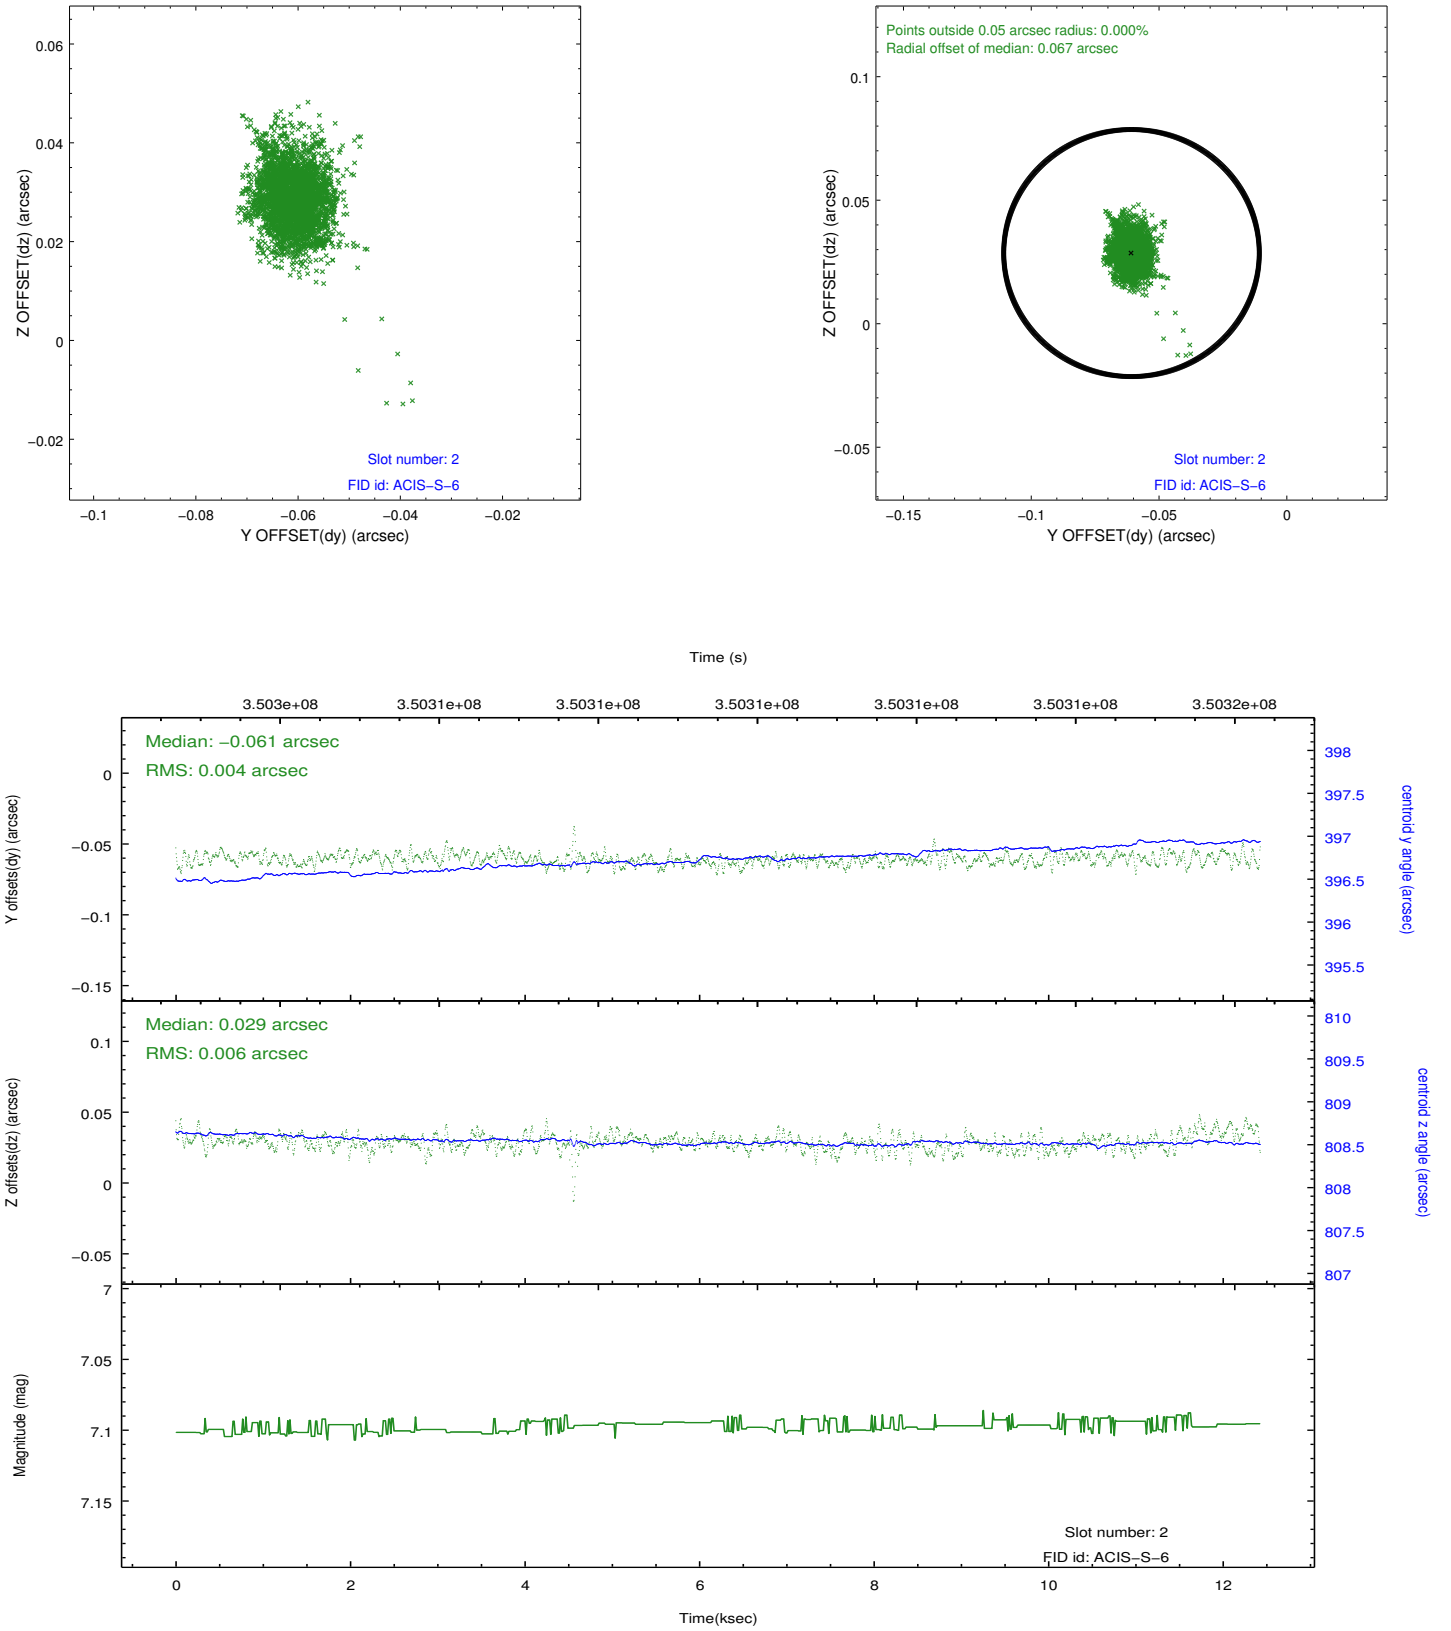 0.06
0.04
0.02
0
−0.02
Z OFFSET(dz) (arcsec)
Slot number: 2
FID id: ACIS−S−6
−0.1 −0.08 −0.06 −0.04 −0.02
Y OFFSET(dy) (arcsec)
Points outside 0.05 arcsec radius: 0.000%
Radial offset of median: 0.067 arcsec
0.1
0.05
0
−0.05
Z OFFSET(dz) (arcsec)
Slot number: 2
FID id: ACIS−S−6
−0.15 −0.1 −0.05 0
Y OFFSET(dy) (arcsec)
Time (s)
3.503e+08 3.5031e+08 3.5031e+08 3.5031e+08 3.5031e+08 3.5031e+08 3.5032e+08
Median: −0.061 arcsec
RMS: 0.004 arcsec
0
−0.05
−0.1
−0.15
Y offsets(dy) (arcsec)
398
397.5
397
396.5
396
395.5
centroid y angle (arcsec)
Median: 0.029 arcsec
RMS: 0.006 arcsec
0.1
0.05
0
−0.05
Z offsets(dz) (arcsec)
810
809.5
809
808.5
808
807.5
807
centroid z angle (arcsec)
7
7.05
7.1
7.15
Magnitude (mag)
Slot number: 2
FID id: ACIS−S−6
0 2 4 6 8 10 12
Time(ksec)